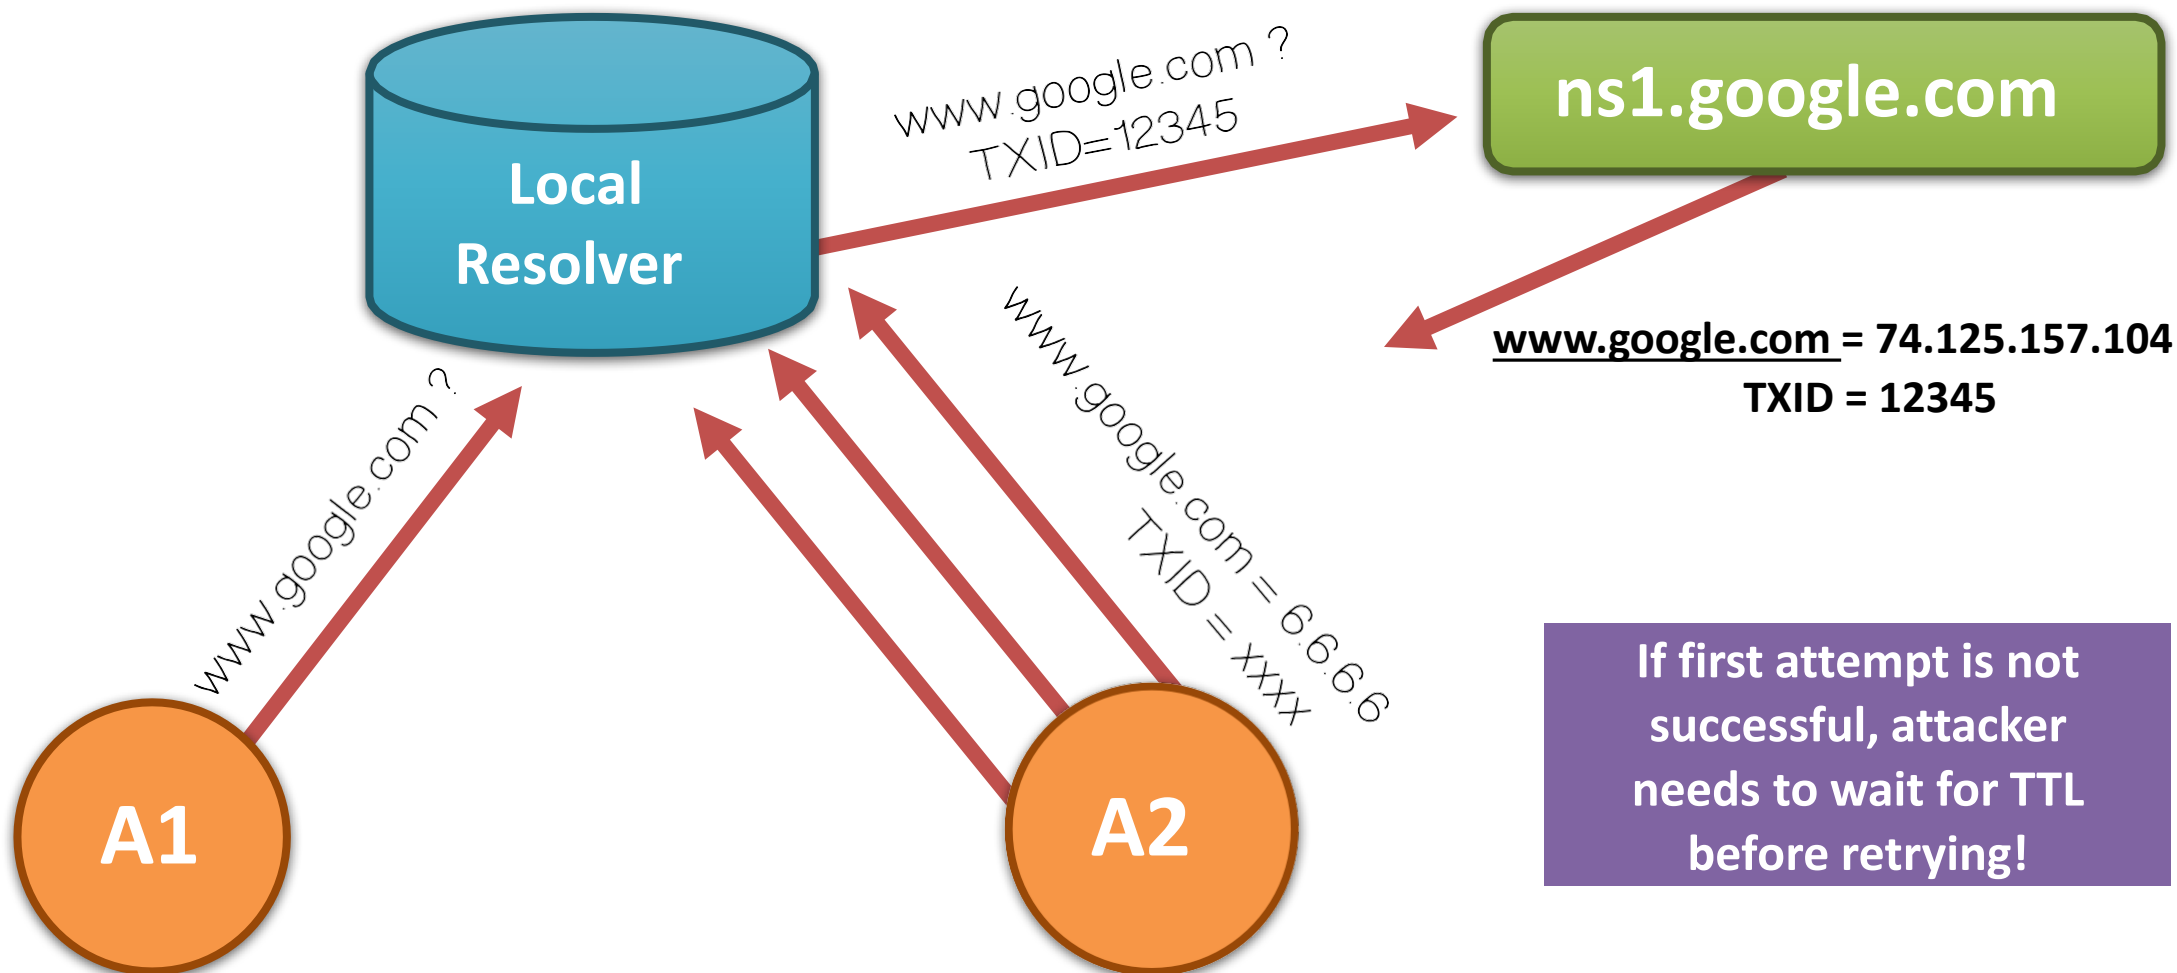 Local
Resolver
www.google.com ?
TXID=12345
ns1.google.com
www.google.com = 74.125.157.104
TXID = 12345
www.google.com ?
www.google.com = 6.6.6.6
TXID = xxxx
A1
A2
If first attempt is not
successful, attacker
needs to wait for TTL
before retrying!